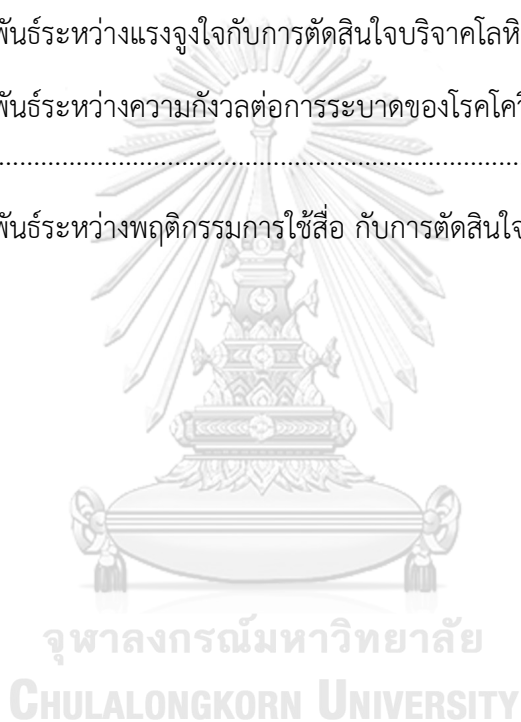 พันธ์ระหว่างแรงจูงใจกับการตัดสินใจบริจาคโลหิ
พันธ์ระหว่างความกังวลต่อการระบาดของโรคโควิ
....................................................................................
พันธ์ระหว่างพฤติกรรมการใช้สื่อ กับการตัดสินใจ
จุฬาลงกรณ์มหาวิทยาลัย
CHULALONGKORN UNIVERSITY